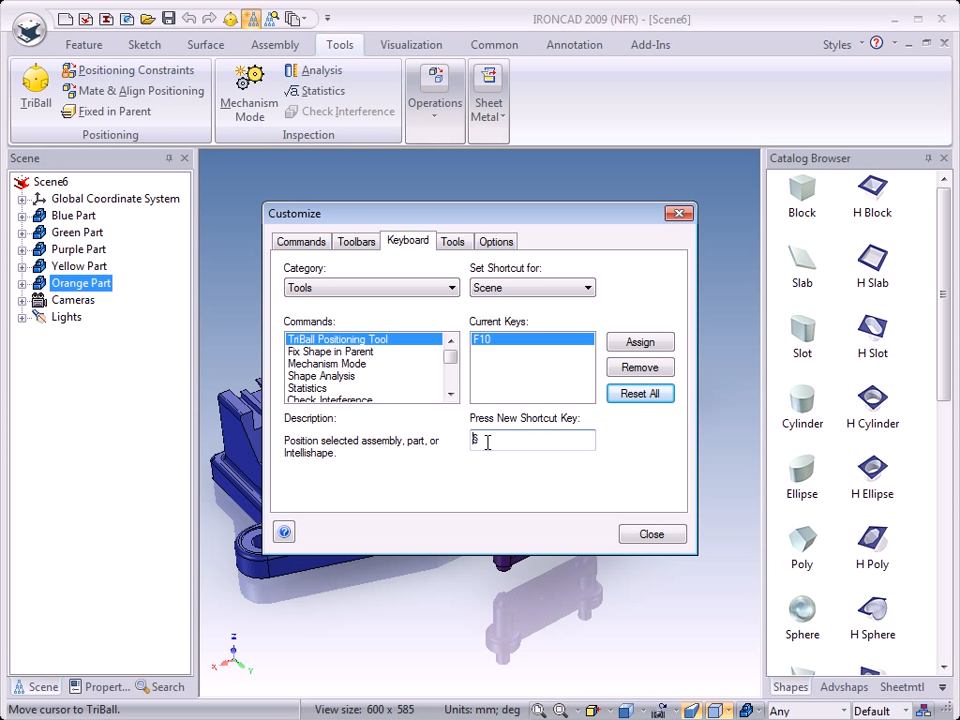 IRONCAD 2009 (NFR) - [Scene6]
Feature
Sketch
Surface
Assembly
Tools
Visualization
Common
Annotation
Add-Ins
Styles
TriBall
Positioning Constraints
Mate & Align Positioning
Fixed in Parent
Positioning
Mechanism
Mode
Analysis
Statistics
Check Interference
Inspection
Operations
Sheet
Metal
Scene
Scene6
Global Coordinate System
Blue Part
Green Part
Purple Part
Yellow Part
Orange Part
Cameras
Lights
Customize
Commands
Toolbars
Keyboard
Tools
Options
Category:
Tools
Set Shortcut for:
Scene
Commands:
TriBall Positioning Tool
Fix Shape in Parent
Mechanism Mode
Shape Analysis
Statistics
Check Interference
Current Keys:
F10
Assign
Remove
Reset All
Description:
Position selected assembly, part, or
Intellishape.
Press New Shortcut Key:
Close
Catalog Browser
Block
H Block
Slab
H Slab
Slot
H Slot
Cylinder
H Cylinder
Ellipse
H Ellipse
Poly
H Poly
Sphere
H Sphere
Z
X
Y
Scene
Propert...
Search
Shapes
Advshaps
Sheetmtl
Move cursor to TriBall.
View size: 600 x 585
Units: mm; deg
Any
Default